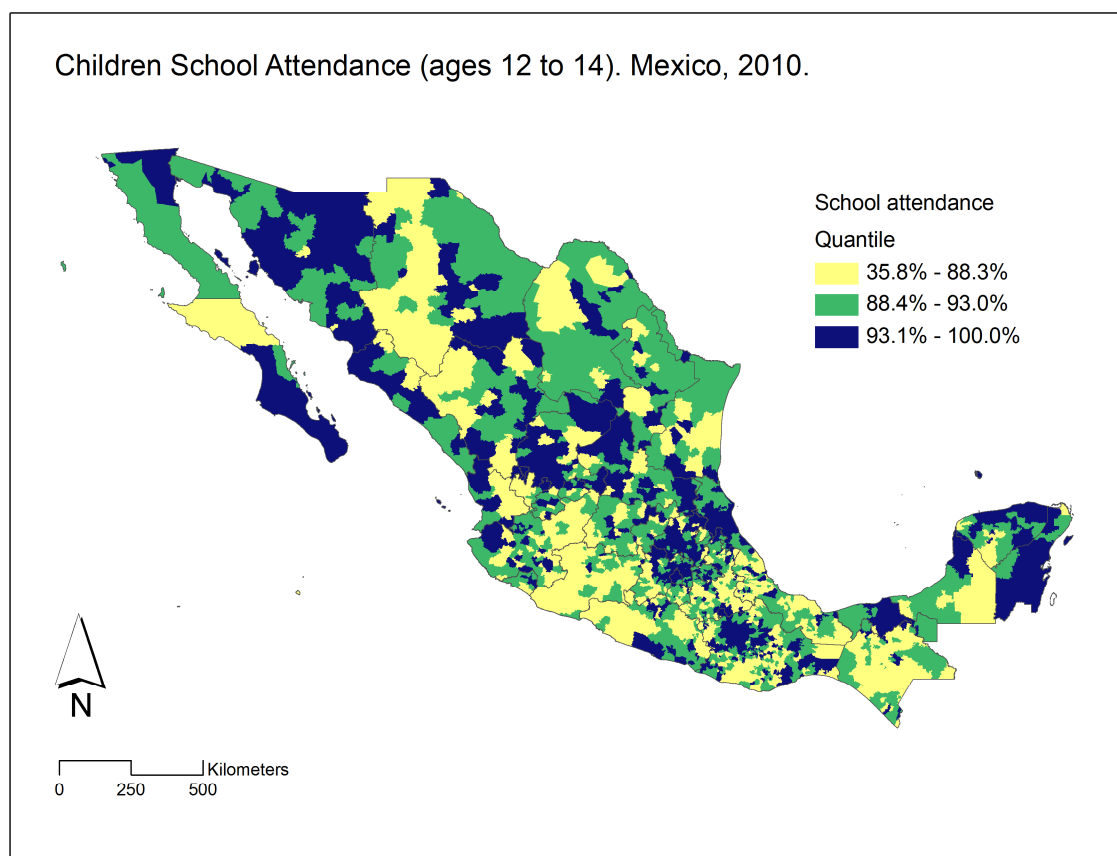 Children School Attendance (ages 12 to 14). Mexico, 2010.
School attendance
Quantile
35.8% - 88.3%
88.4% - 93.0%
93.1% - 100.0%
N
Kilometers
0 250 500